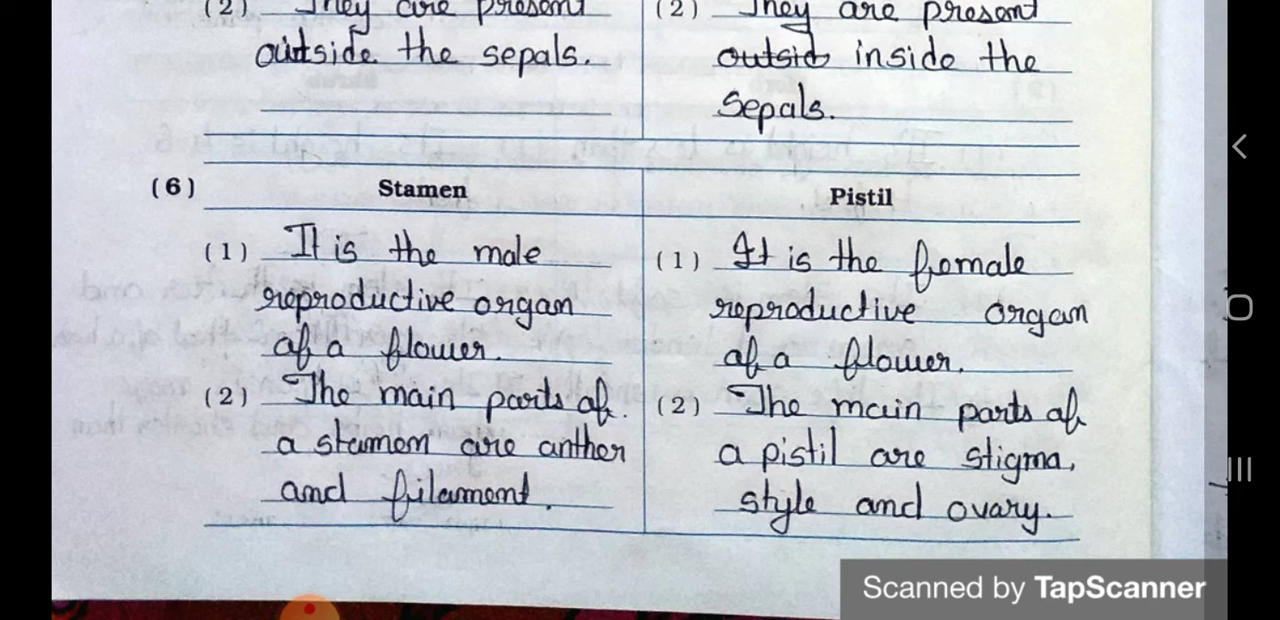 (2) They are present
outside the sepals.
(2) They are present
outsid inside the
sepals.
(6) Stamen Pistil
(1) It is the male
reproductive organ
of a flower.
(2) The main parts of
a stamen are anther
and filament.
(1) It is the female
reproductive organ
of a flower.
(2) The main parts of
a pistil are stigma,
style and ovary.
Scanned by TapScanner